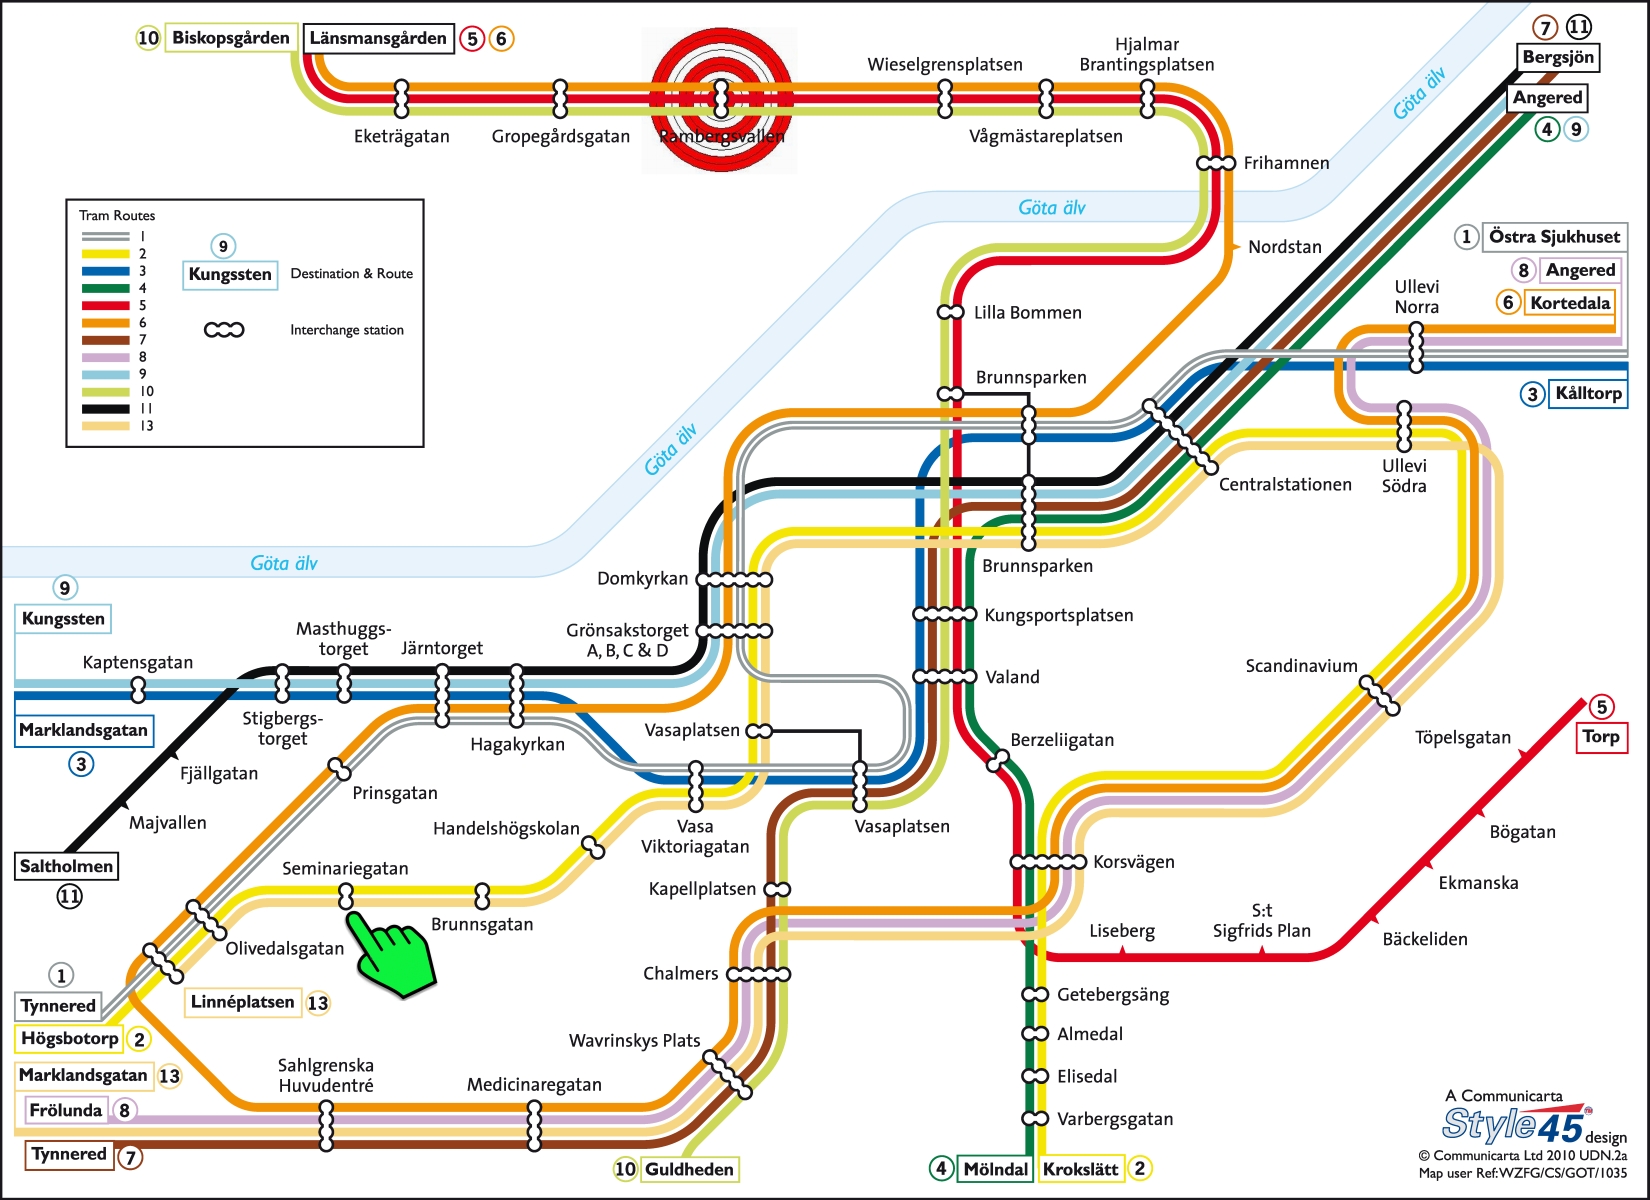 10 Biskopsgården
Länsmansgården 5 6
Eketrägatan
Gropegårdsgatan
Rambergsvallen
Wieselgrensplatsen
Vågmästareplatsen
Hjalmar
Brantingsplatsen
Frihamnen
Nordstan
Göta älv
Göta älv
Göta älv
Göta älv
7 11
Bergsjön
Angered
4 9
Tram Routes
1
2
3
4
5
6
7
8
9
10
11
13
9
Kungssten
Destination & Route
Interchange station
1 Östra Sjukhuset
8 Angered
6 Kortedala
3 Kålltorp
Ullevi
Norra
Ullevi
Södra
Lilla Bommen
Brunnsparken
Centralstationen
Brunnsparken
Domkyrkan
Grönsakstorget
A, B, C & D
Kungsportsplatsen
Valand
9
Kungssten
Kaptensgatan
Marklandsgatan
3
Masthuggs-
torget
Järntorget
Stigbergs-
torget
Hagakyrkan
Fjällgatan
Majvallen
Saltholmen
11
Prinsgatan
Vasaplatsen
Vasaplatsen
Vasa
Viktoriagatan
Handelshögskolan
Seminariegatan
Brunnsgatan
Olivedalsgatan
Linnéplatsen 13
1
Tynnered
Högsbotorp 2
Marklandsgatan 13
Frölunda 8
Tynnered 7
Sahlgrenska
Huvudentré
Medicinaregatan
Wavrinskys Plats
Chalmers
Kapellplatsen
10 Guldheden
Berzeliigatan
Korsvägen
Scandinavium
Liseberg
S:t
Sigfrids Plan
Bäckeliden
Ekmanska
Bögatan
Töpelsgatan
5
Torp
Getebergsäng
Almedal
Elisedal
Varbergsgatan
4 Mölndal
Krokslätt 2
A Communicarta
Style45 design
© Communicarta Ltd 2010 UDN.2a
Map user Ref:WZFG/CS/GOT/1035